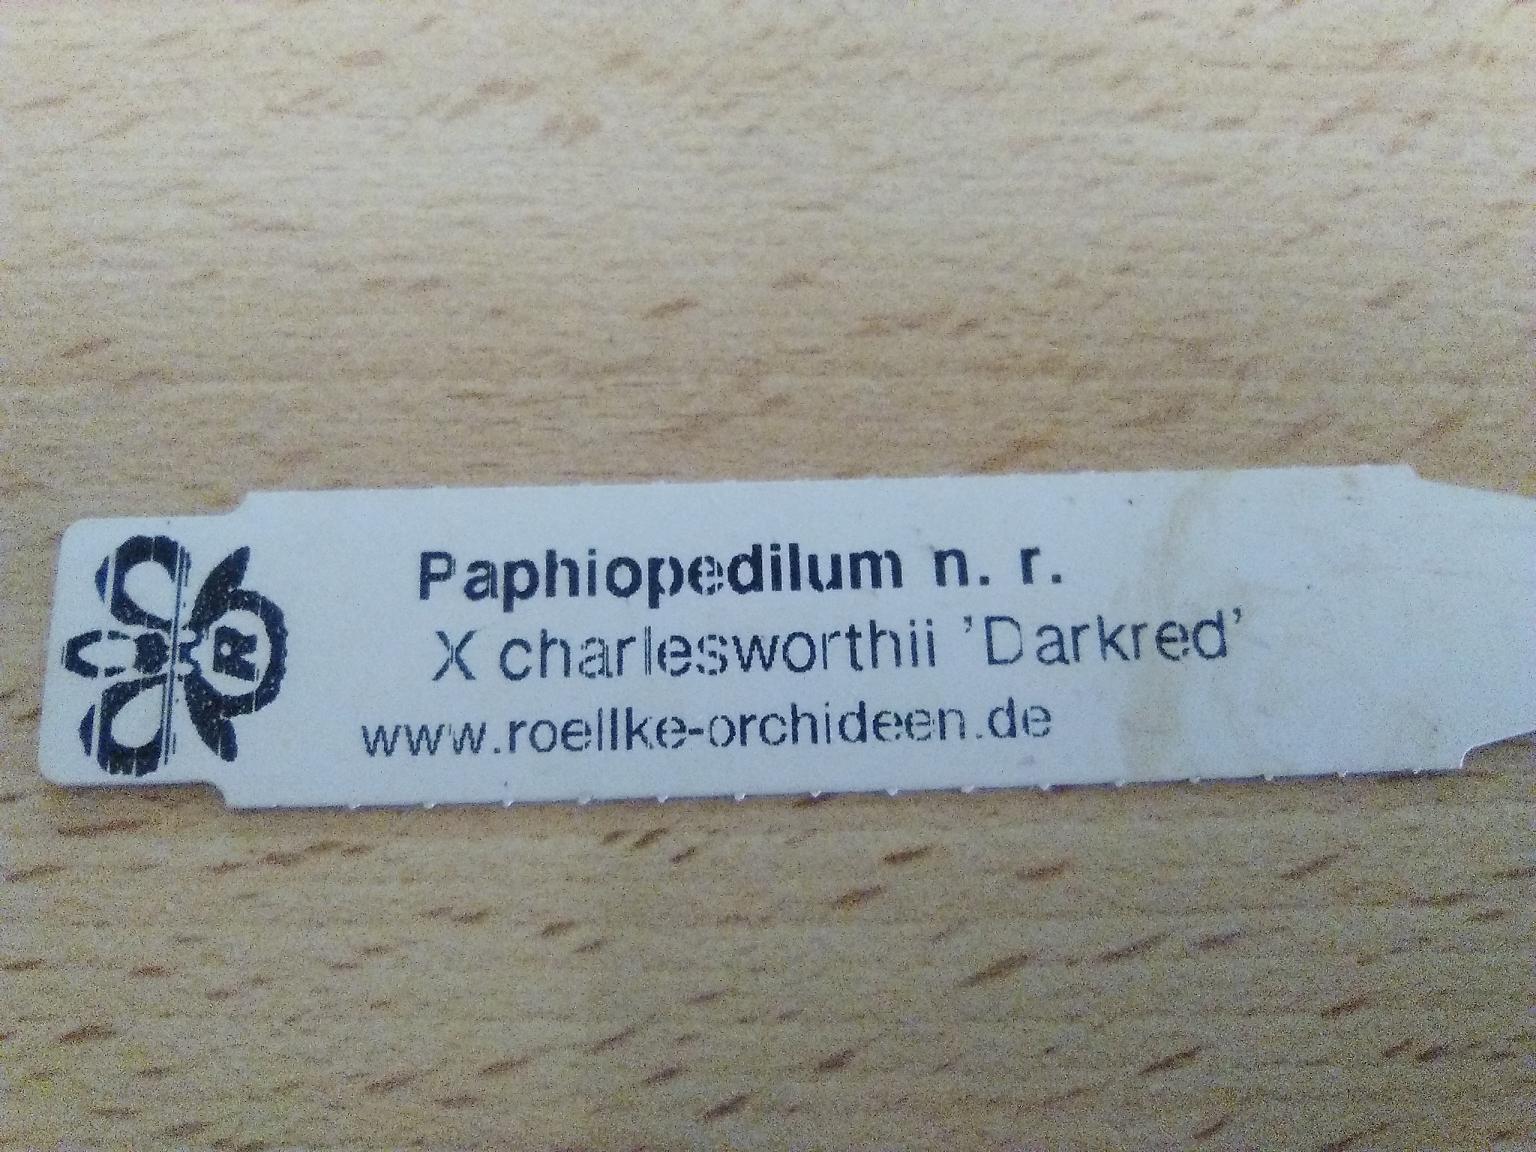 Paphiopedilum n. r.
X charlesworthii 'Darkred'
www.roellke-orchideen.de
R